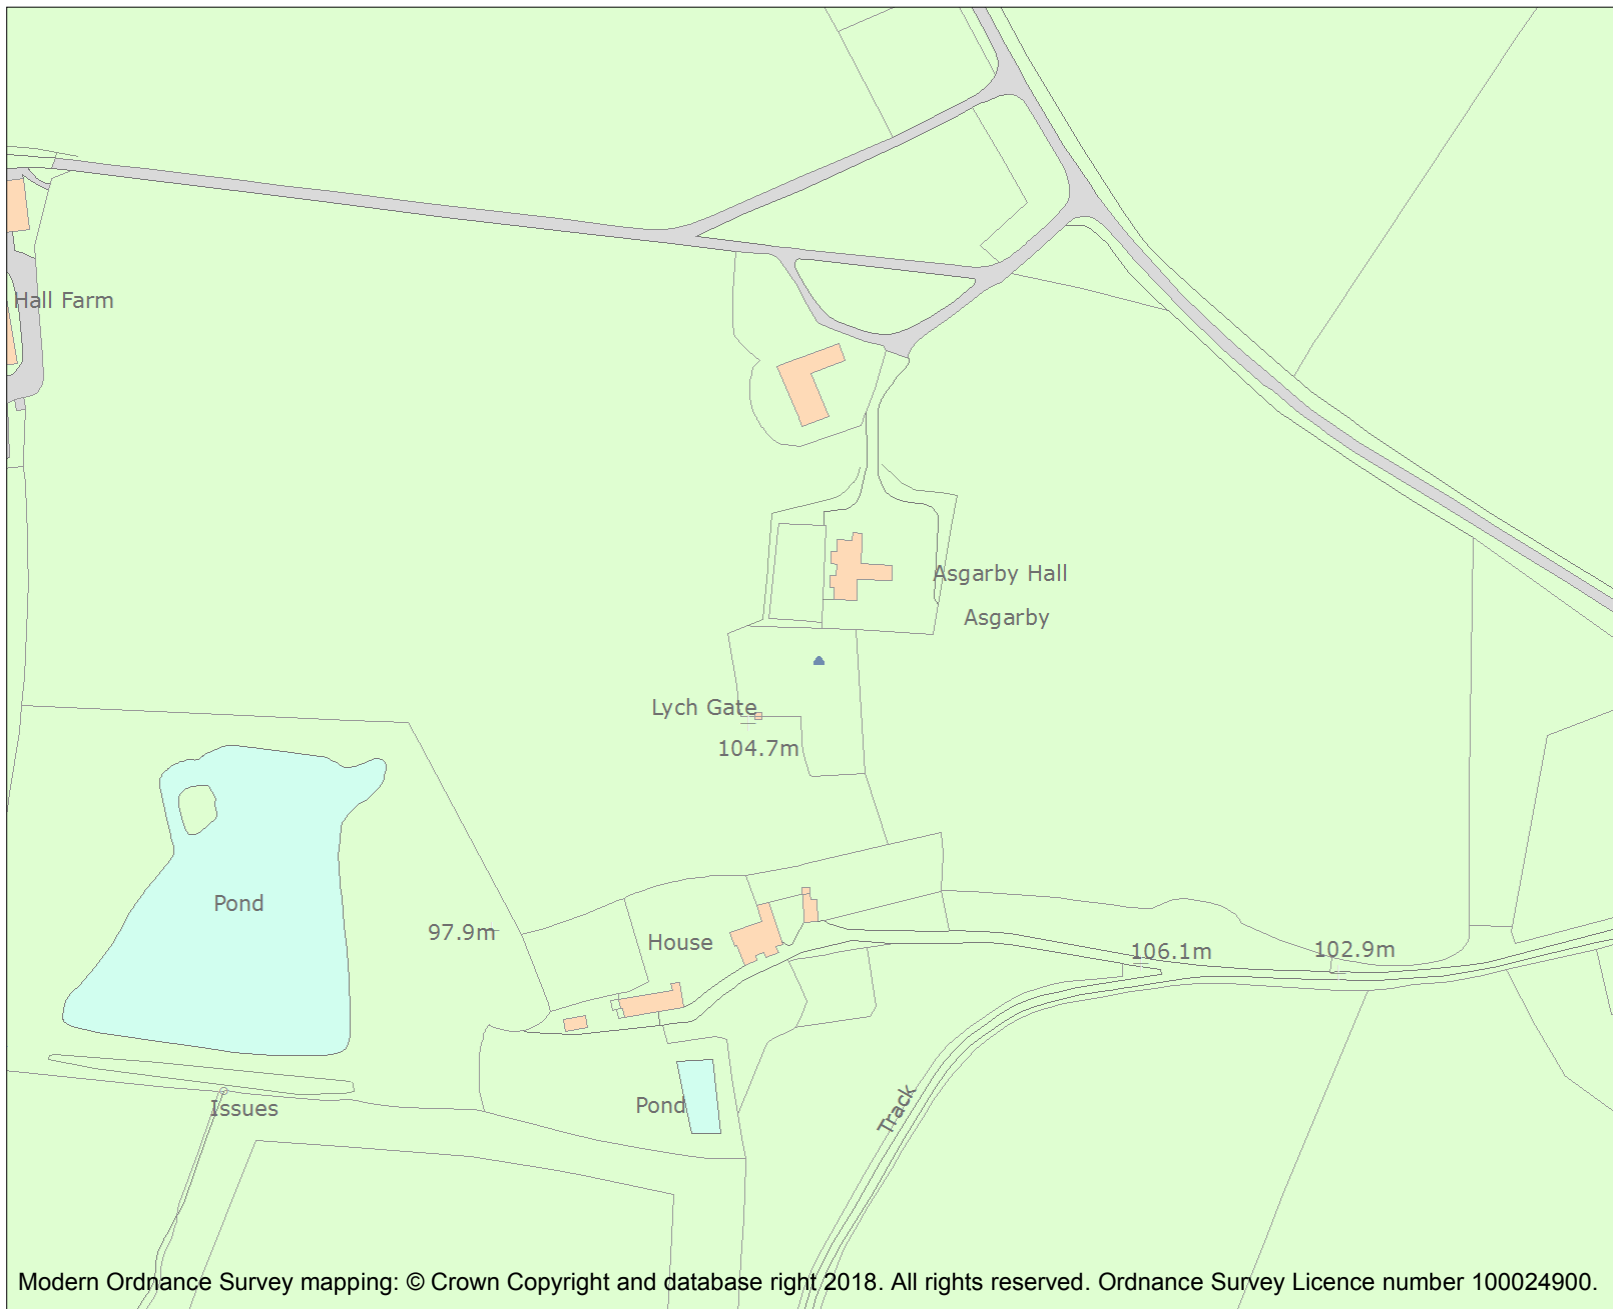 Hall Farm
Asgarby Hall
Asgarby
Lych Gate
104.7m
Pond
97.9m
House
106.1m
102.9m
Pond
Issues
Track
Modern Ordnance Survey mapping: © Crown Copyright and database right 2018. All rights reserved. Ordnance Survey Licence number 100024900.